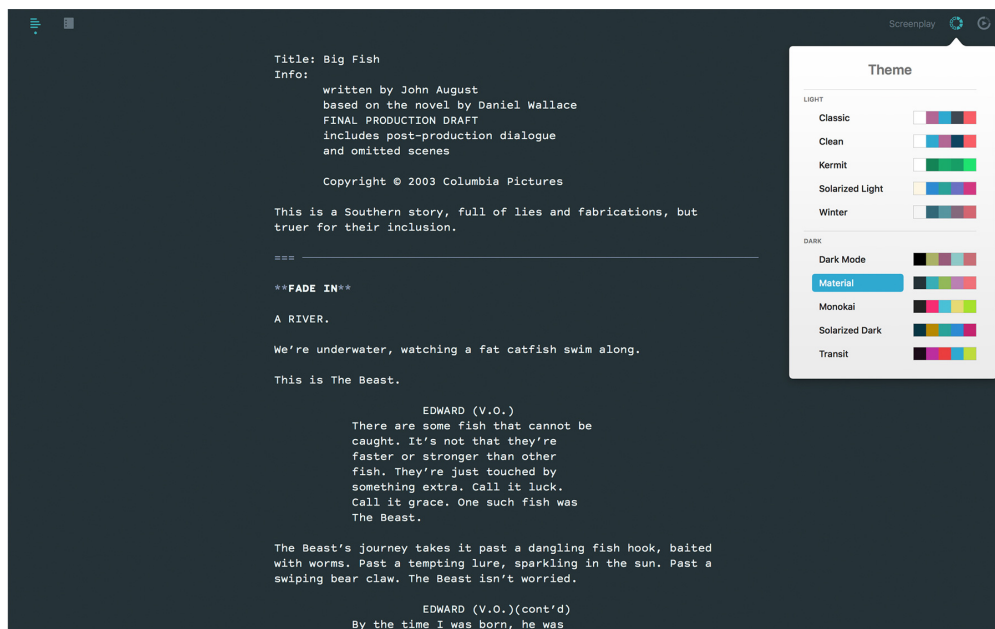 Screenplay
Title: Big Fish
Info:
written by John August
based on the novel by Daniel Wallace
FINAL PRODUCTION DRAFT
includes post-production dialogue
and omitted scenes
Copyright © 2003 Columbia Pictures
This is a Southern story, full of lies and fabrications, but
truer for their inclusion.
===
**FADE IN**
A RIVER.
We're underwater, watching a fat catfish swim along.
This is The Beast.
EDWARD (V.O.)
There are some fish that cannot be
caught. It's not that they're
faster or stronger than other
fish. They're just touched by
something extra. Call it luck.
Call it grace. One such fish was
The Beast.
The Beast's journey takes it past a dangling fish hook, baited
with worms. Past a tempting lure, sparkling in the sun. Past a
swiping bear claw. The Beast isn't worried.
EDWARD (V.O.)(cont'd)
By the time I was born, he was
Theme
LIGHT
Classic
Clean
Kermit
Solarized Light
Winter
DARK
Dark Mode
Material
Monokai
Solarized Dark
Transit